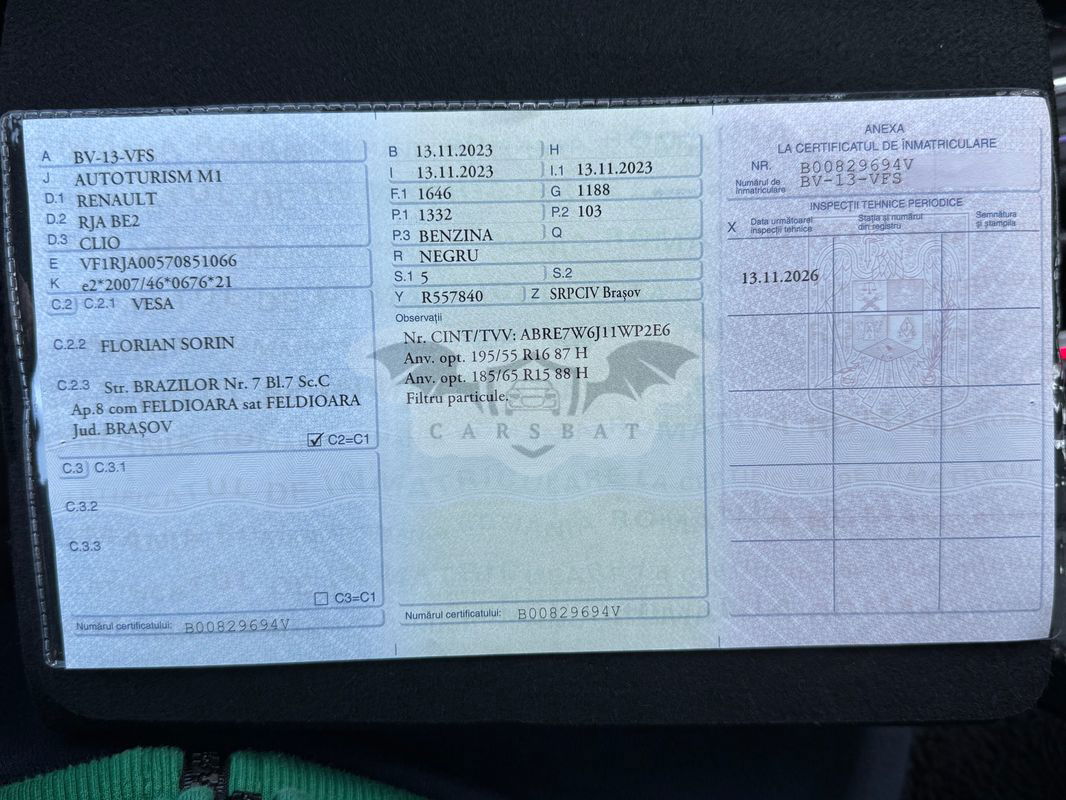 A BV-13-VFS
J AUTOTURISM M1
D.1 RENAULT
D.2 RJA BE2
D.3 CLIO
E VF1RJA00570851066
K e2*2007/46*0676*21
C.2 C.2.1 VESA
C.2.2 FLORIAN SORIN
C.2.3 Str. BRAZILOR Nr. 7 Bl.7 Sc.C
Ap.8 com FELDIOARA sat FELDIOARA
Jud. BRAȘOV
C2=C1
C.3 C.3.1
C.3.2
C.3.3
C3=C1
Numărul certificatului: B00829694V
B 13.11.2023 H
I 13.11.2023 I.1 13.11.2023
F.1 1646 G 1188
P.1 1332 P.2 103
P.3 BENZINA Q
R NEGRU
S.1 5 S.2
Y R557840 Z SRPCIV Brașov
Observații
Nr. CINT/TVV: ABRE7W6J11WP2E6
Anv. opt. 195/55 R16 87 H
Anv. opt. 185/65 R15 88 H
Filtru particule.
CARSBAT
Numărul certificatului: B00829694V
ANEXA
LA CERTIFICATUL DE ÎNMATRICULARE
NR. B00829694V
Numărul de înmatriculare BV-13-VFS
INSPECȚII TEHNICE PERIODICE
X Data următoarei inspecții tehnice Stația și numărul din registru Semnătura și ștampila
13.11.2026